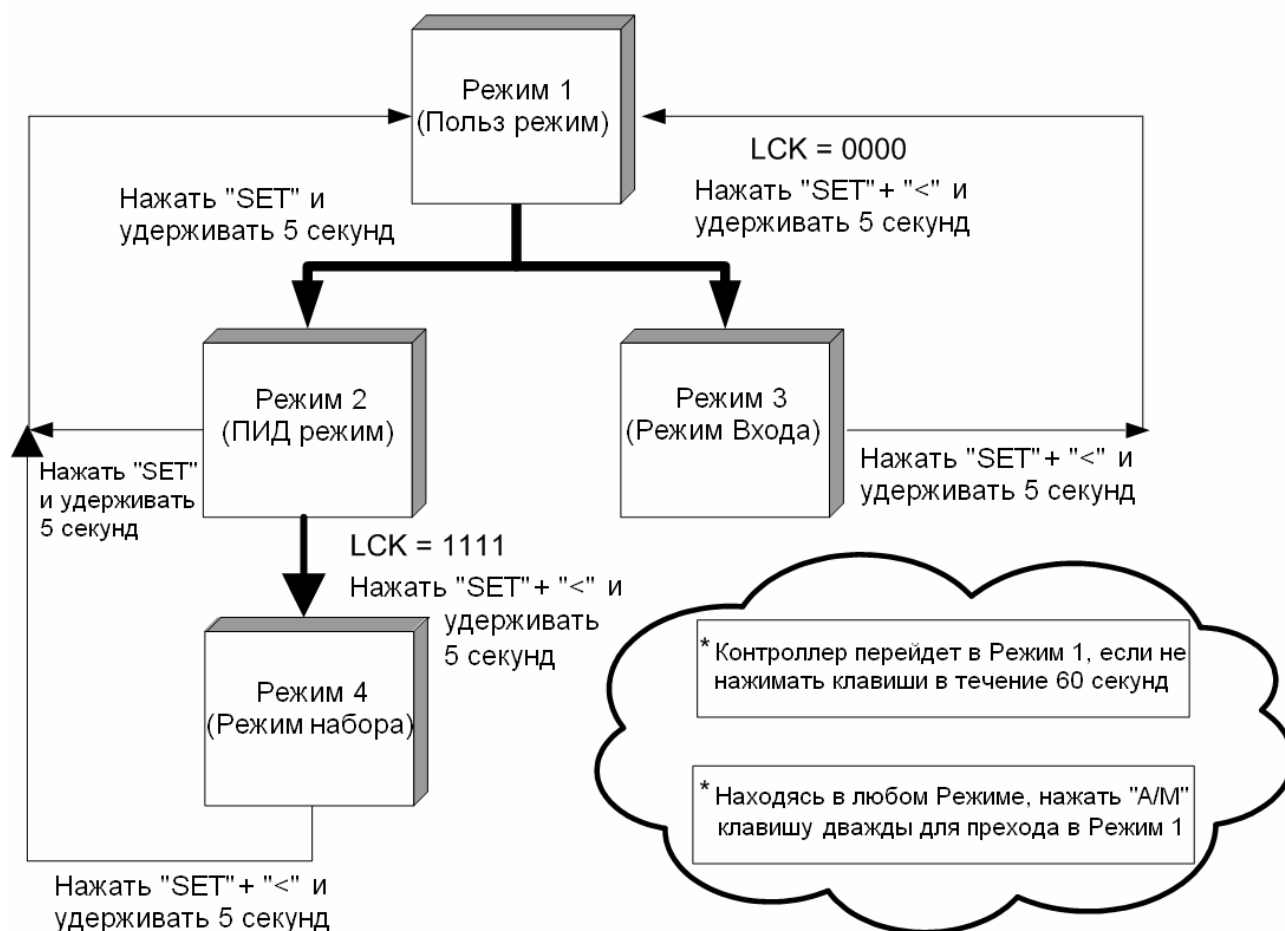 Режим 1
(Польз режим)
LCK = 0000
Нажать "SET" и
удерживать 5 секунд
Нажать "SET"+ "<" и
удерживать 5 секунд
Режим 2
(ПИД режим)
Режим 3
(Режим Входа)
Нажать "SET"
и удерживать
5 секунд
Нажать "SET"+ "<" и
удерживать 5 секунд
LCK = 1111
Нажать "SET"+ "<" и
удерживать
5 секунд
Режим 4
(Режим набора)
* Контроллер перейдет в Режим 1, если не
нажимать клавиши в течение 60 секунд
* Находясь в любом Режиме, нажать "A/M"
клавишу дважды для прехода в Режим 1
Нажать "SET"+ "<" и
удерживать 5 секунд